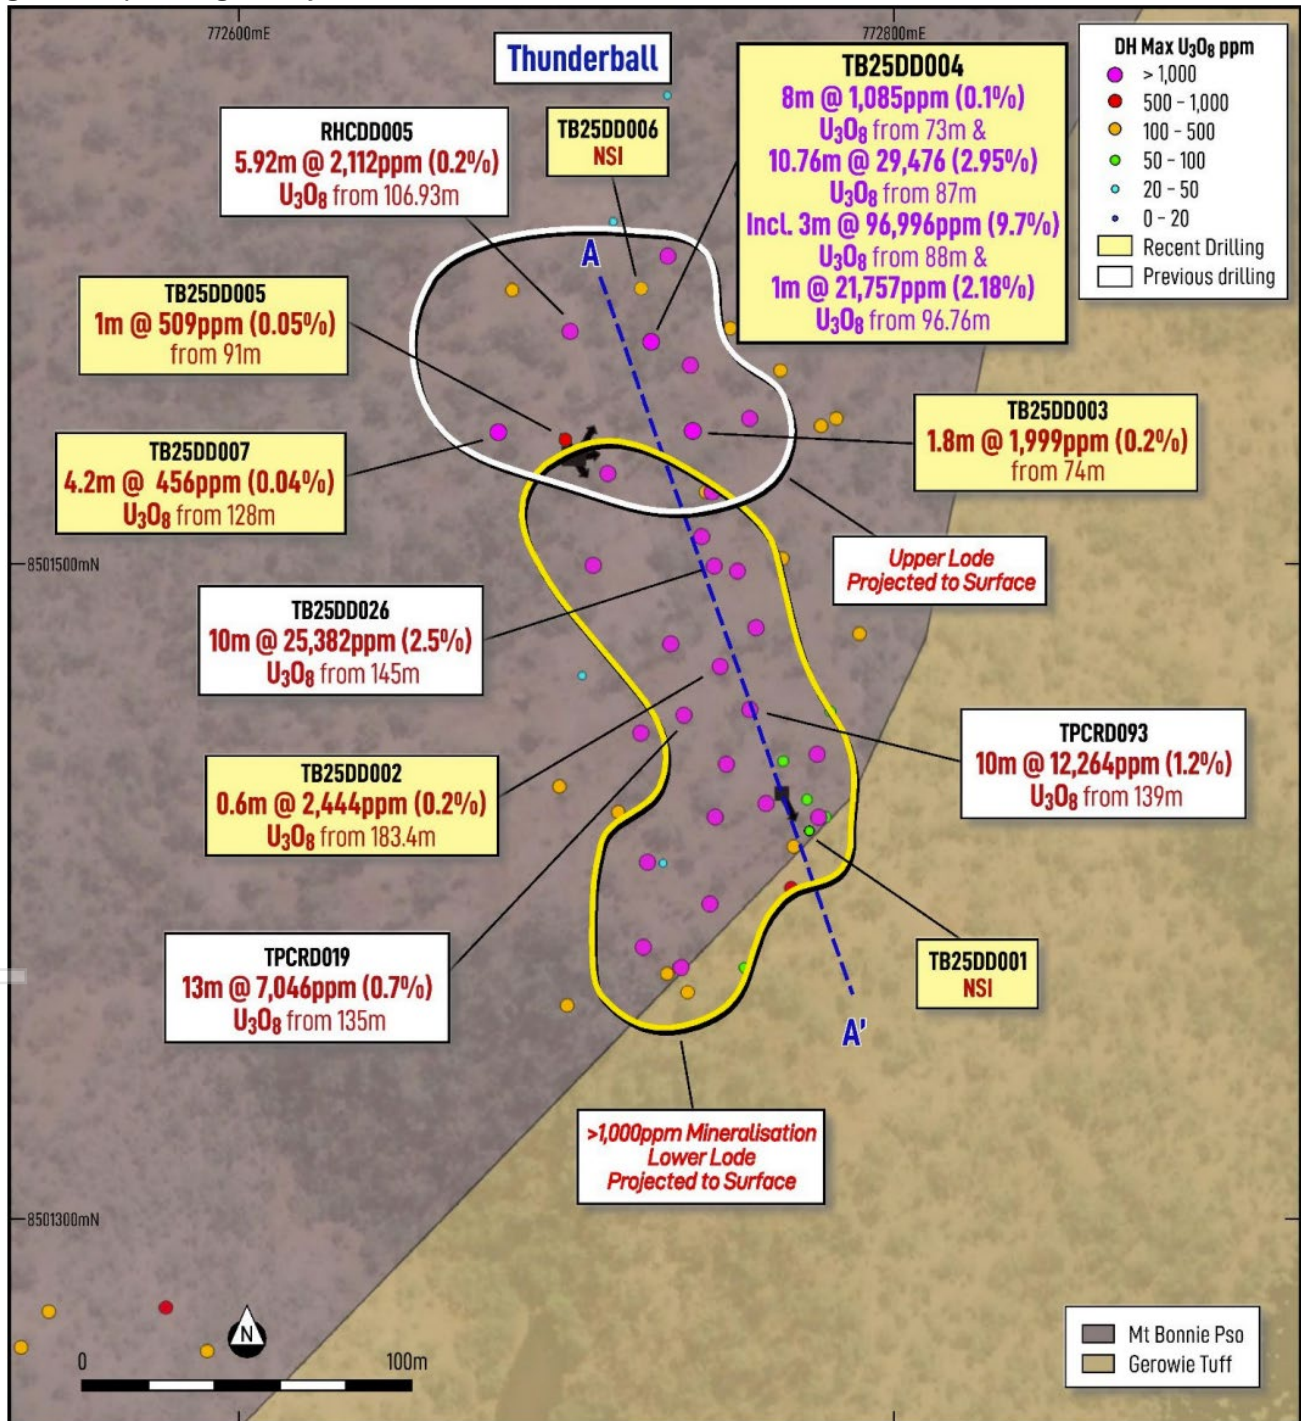 772600mE
772800mE
Thunderball
DH Max U₃O₈ ppm
> 1,000
500 – 1,000
100 – 500
50 – 100
20 – 50
0 – 20
Recent Drilling
Previous drilling
TB25DD004
8m @ 1,085ppm (0.1%)
U₃O₈ from 73m &
10.76m @ 29,476 (2.95%)
U₃O₈ from 87m
Incl. 3m @ 96,996ppm (9.7%)
U₃O₈ from 88m &
1m @ 21,757ppm (2.18%)
U₃O₈ from 96.76m
RHCDD005
5.92m @ 2,112ppm (0.2%)
U₃O₈ from 106.93m
TB25DD006
NSI
A
TB25DD005
1m @ 509ppm (0.05%)
from 91m
TB25DD003
1.8m @ 1,999ppm (0.2%)
from 74m
TB25DD007
4.2m @ 456ppm (0.04%)
U₃O₈ from 128m
8501500mN
Upper Lode
Projected to Surface
TB25DD026
10m @ 25,382ppm (2.5%)
U₃O₈ from 145m
TPCRD093
10m @ 12,264ppm (1.2%)
U₃O₈ from 139m
TB25DD002
0.6m @ 2,444ppm (0.2%)
U₃O₈ from 183.4m
TPCRD019
13m @ 7,046ppm (0.7%)
U₃O₈ from 135m
TB25DD001
NSI
A'
>1,000ppm Mineralisation
Lower Lode
Projected to Surface
8501300mN
N
0
100m
Mt Bonnie Pso
Gerowie Tuff